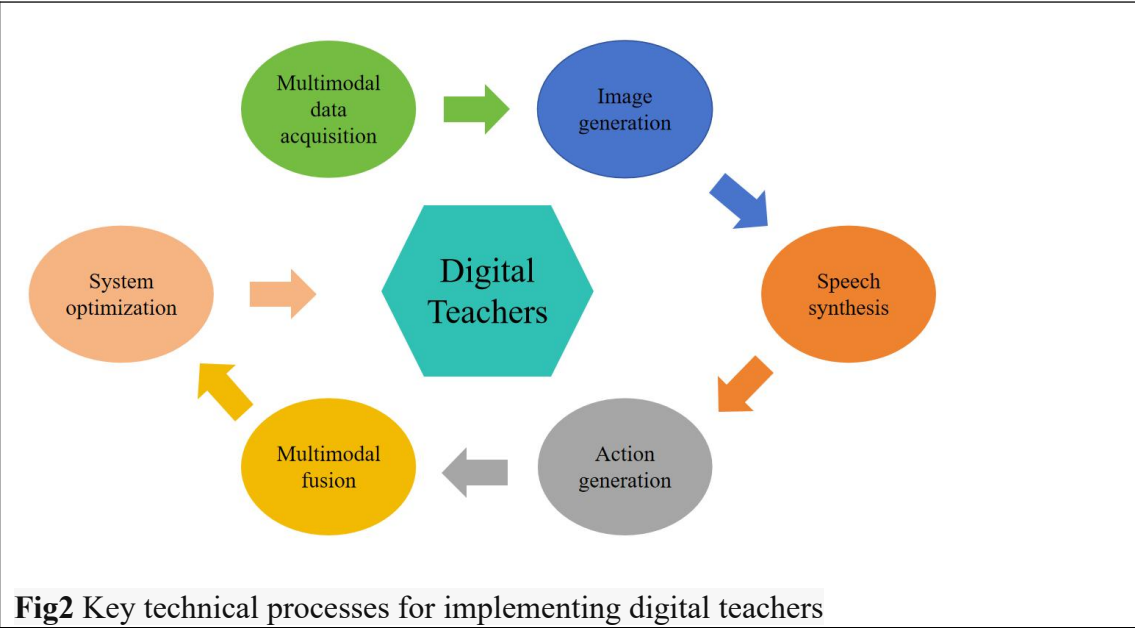 Multimodal
data
acquisition
Image
generation
Speech
synthesis
Action
generation
Multimodal
fusion
System
optimization
Digital
Teachers
Fig2 Key technical processes for implementing digital teachers